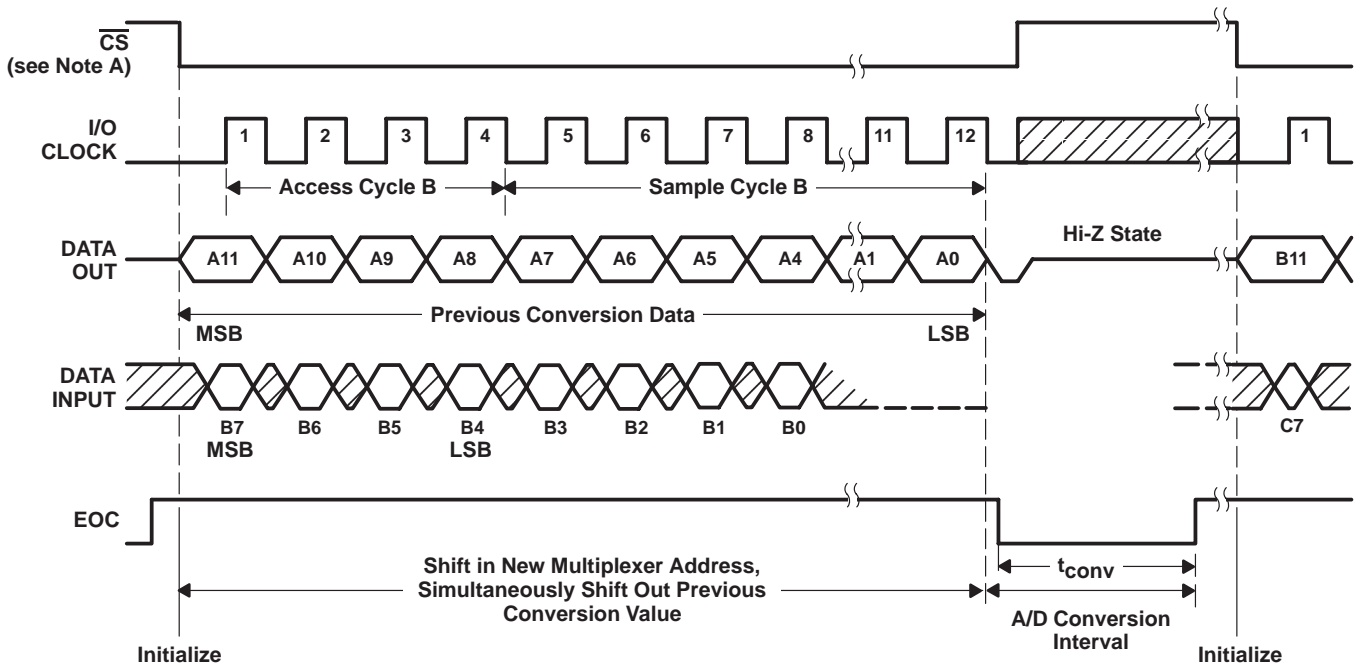 CS
(see Note A)
I/O
CLOCK
1 2 3 4 5 6 7 8 11 12 1
Access Cycle B
Sample Cycle B
DATA
OUT
A11 A10 A9 A8 A7 A6 A5 A4 A1 A0
Hi-Z State
B11
Previous Conversion Data
MSB
LSB
DATA
INPUT
B7 B6 B5 B4 B3 B2 B1 B0 C7
MSB
LSB
EOC
Shift in New Multiplexer Address,
Simultaneously Shift Out Previous
Conversion Value
tconv
A/D Conversion
Interval
Initialize
Initialize